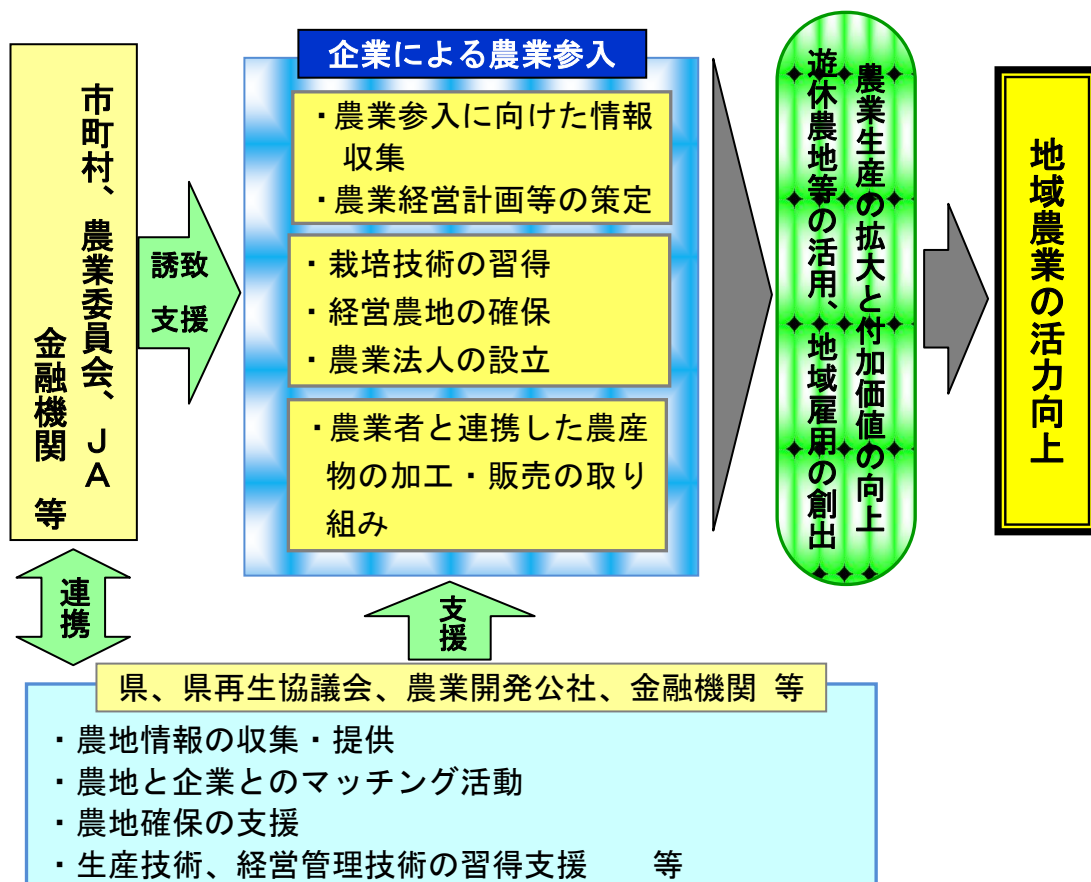 市町村、農業委員会、ＪＡ
金融機関　等
誘致
支援
企業による農業参入
・農業参入に向けた情報
収集
・農業経営計画等の策定
・栽培技術の習得
・経営農地の確保
・農業法人の設立
・農業者と連携した農産
物の加工・販売の取り
組み
農業生産の拡大と付加価値の向上
遊休農地等の活用、地域雇用の創出
地域農業の活力向上
連携
支援
県、県再生協議会、農業開発公社、金融機関 等
・農地情報の収集・提供
・農地と企業とのマッチング活動
・農地確保の支援
・生産技術、経営管理技術の習得支援　　等